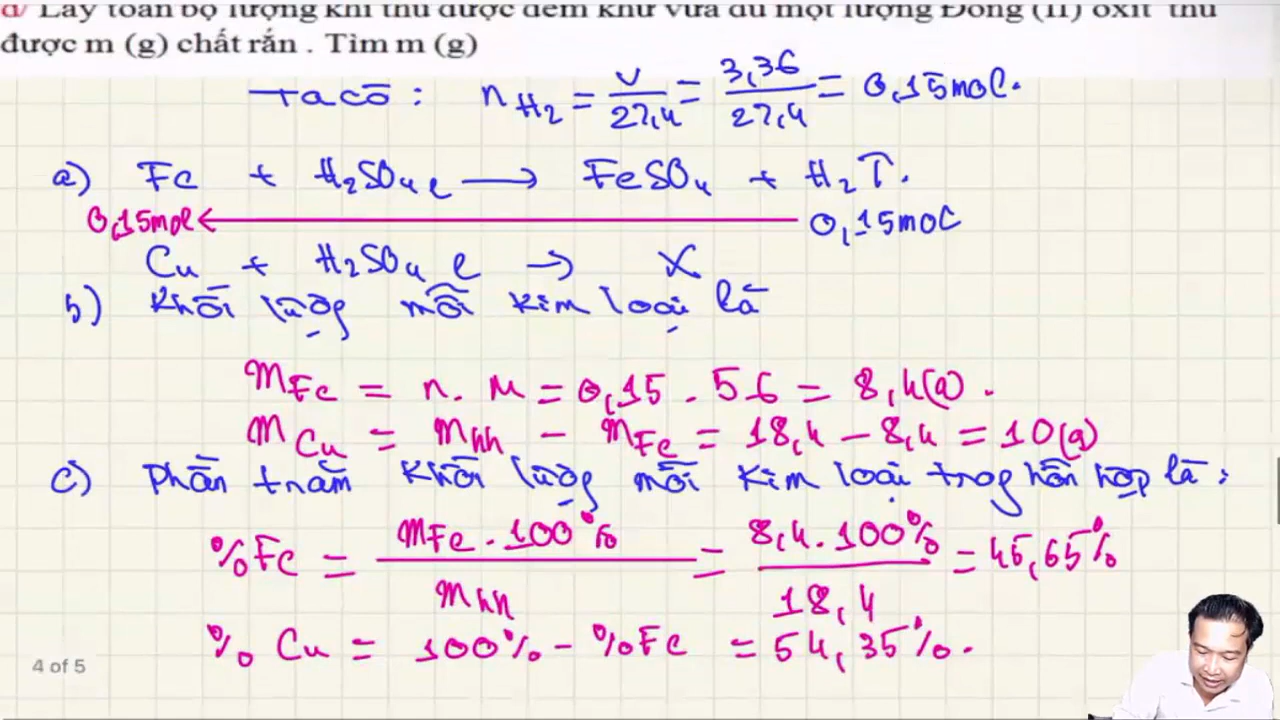 d/ Lấy toàn bộ lượng khí thu được đem khử vừa đủ một lượng Đồng (II) oxit thu
được m (g) chất rắn . Tìm m (g)
Ta có : nH₂ = V/22,4 = 3,36/22,4 = 0,15mol.
a) Fe + H₂SO₄ l → FeSO₄ + H₂↑.
0,15mol ← 0,15mol
Cu + H₂SO₄ l → X
b) Khối lượng mỗi kim loại là
mFe = n . M = 0,15 . 56 = 8,4(g).
mCu = mhh - mFe = 18,4 - 8,4 = 10(g)
c) Phần trăm khối lượng mỗi kim loại trog hỗn hợp là :
%Fe = mFe . 100% / mhh = 8,4 . 100% / 18,4 = 45,65%
% Cu = 100% - %Fe = 54,35%.
4 of 5